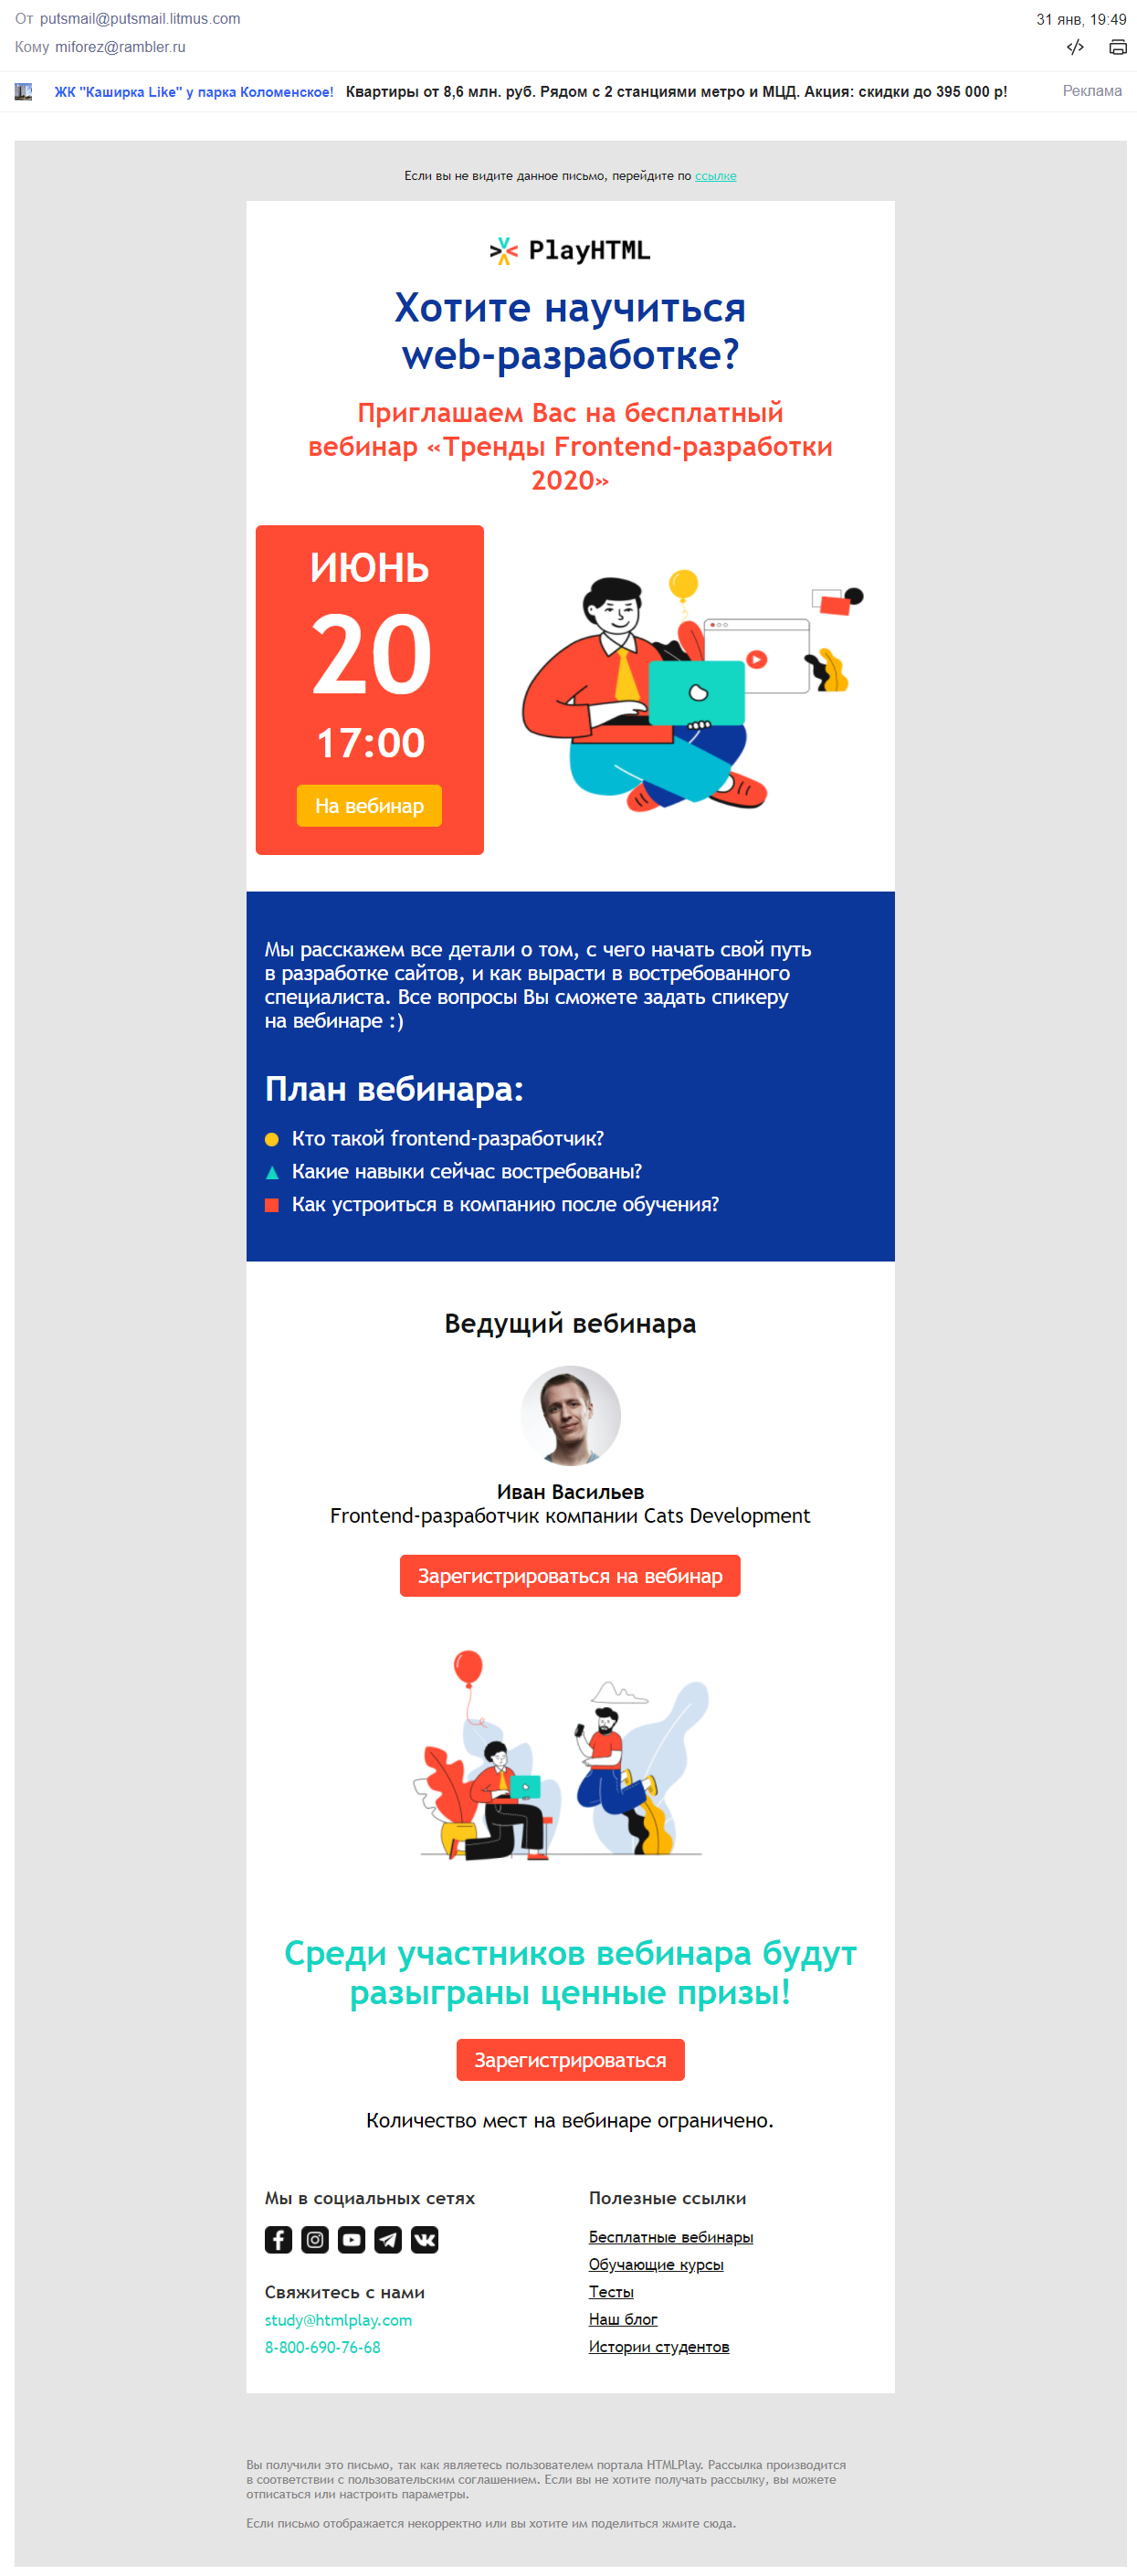 От putsmail@putsmail.litmus.com
31 янв, 19:49
Кому miforez@rambler.ru
ЖК "Каширка Like" у парка Коломенское! Квартиры от 8,6 млн. руб. Рядом с 2 станциями метро и МЦД. Акция: скидки до 395 000 р! Реклама
Если вы не видите данное письмо, перейдите по ссылке
PlayHTML
Хотите научиться
web-разработке?
Приглашаем Вас на бесплатный
вебинар «Тренды Frontend-разработки
2020»
ИЮНЬ
20
17:00
На вебинар
Мы расскажем все детали о том, с чего начать свой путь
в разработке сайтов, и как вырасти в востребованного
специалиста. Все вопросы Вы сможете задать спикеру
на вебинаре :)
План вебинара:
Кто такой frontend-разработчик?
Какие навыки сейчас востребованы?
Как устроиться в компанию после обучения?
Ведущий вебинара
Иван Васильев
Frontend-разработчик компании Cats Development
Зарегистрироваться на вебинар
Среди участников вебинара будут
разыграны ценные призы!
Зарегистрироваться
Количество мест на вебинаре ограничено.
Мы в социальных сетях
Свяжитесь с нами
study@htmlplay.com
8-800-690-76-68
Полезные ссылки
Бесплатные вебинары
Обучающие курсы
Тесты
Наш блог
Истории студентов
Вы получили это письмо, так как являетесь пользователем портала HTMLPlay. Рассылка производится
в соответствии с пользовательским соглашением. Если вы не хотите получать рассылку, вы можете
отписаться или настроить параметры.
Если письмо отображается некорректно или вы хотите им поделиться жмите сюда.